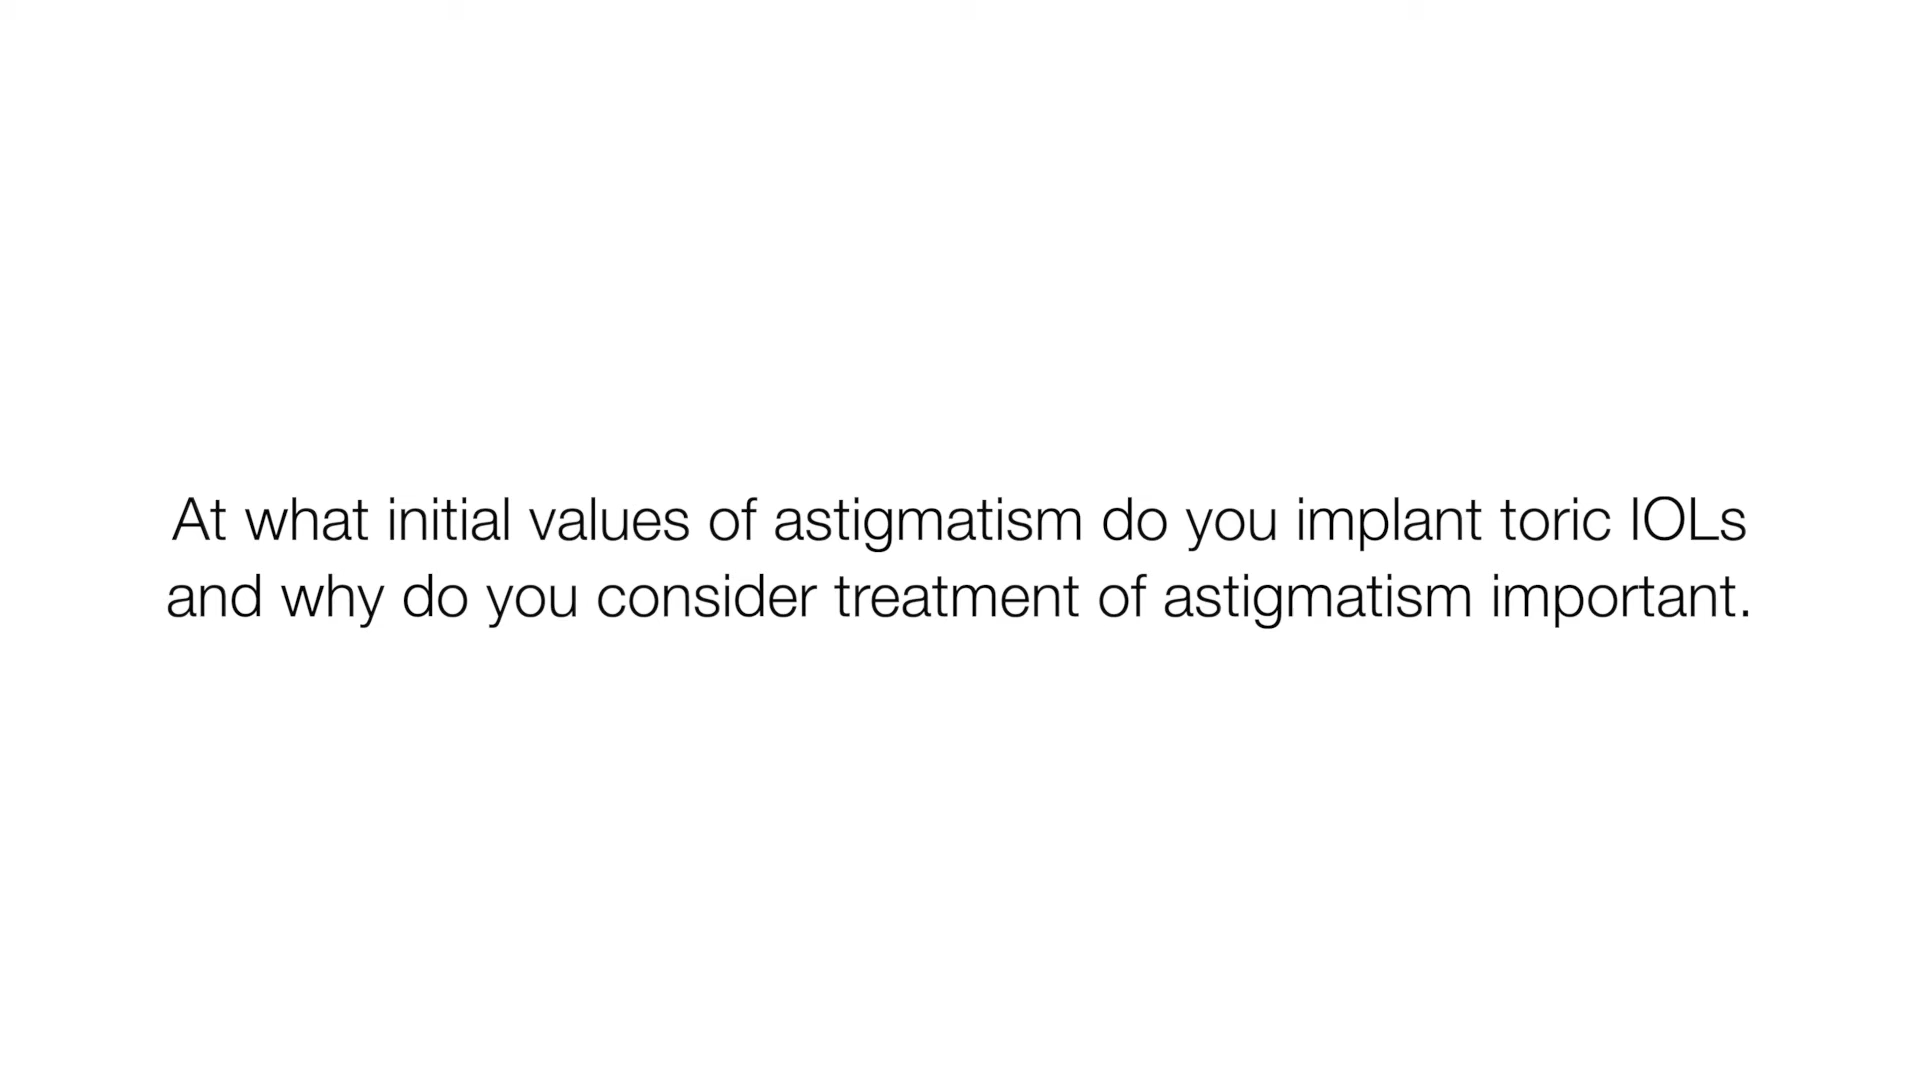 At what initial values of astigmatism do you implant toric IOLs
and why do you consider treatment of astigmatism important.